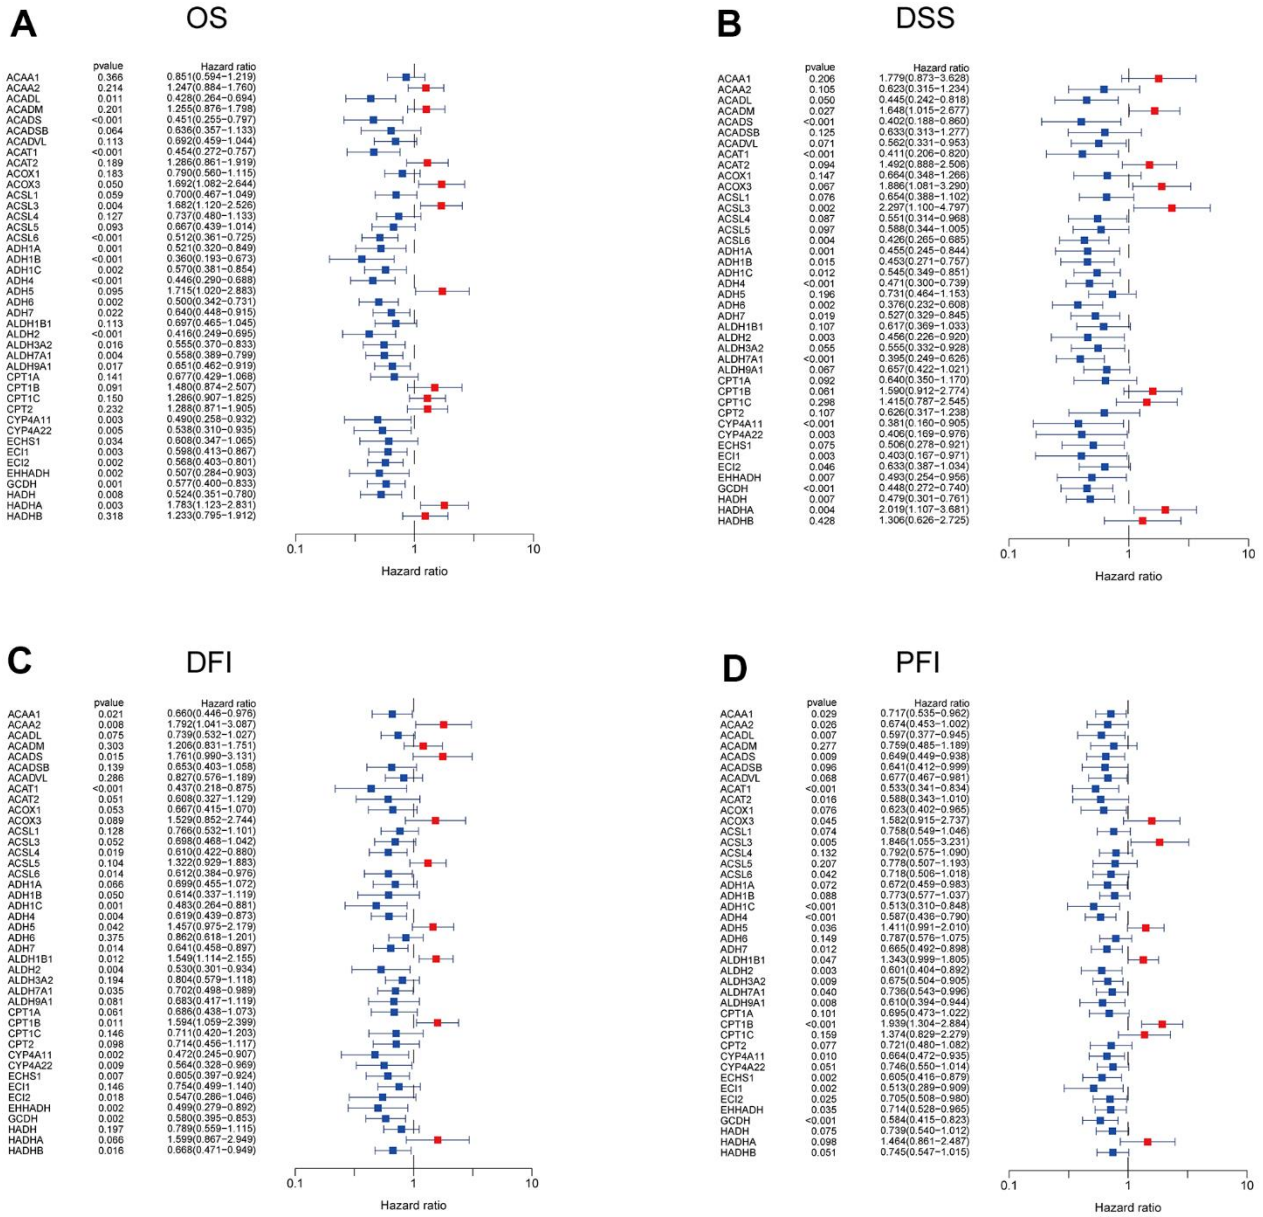 A
OS
pvalue Hazard ratio
ACAA1 0.366 0.851(0.594−1.219)
ACAA2 0.214 1.247(0.884−1.760)
ACADL 0.011 0.428(0.264−0.694)
ACADM 0.201 1.255(0.876−1.798)
ACADS <0.001 0.451(0.255−0.797)
ACADSB 0.064 0.636(0.357−1.133)
ACADVL 0.113 0.692(0.459−1.044)
ACAT1 <0.001 0.454(0.272−0.757)
ACAT2 0.189 1.286(0.861−1.919)
ACOX1 0.183 0.790(0.560−1.115)
ACOX3 0.050 1.692(1.082−2.644)
ACSL1 0.059 0.700(0.467−1.049)
ACSL3 0.004 1.682(1.120−2.526)
ACSL4 0.127 0.737(0.480−1.133)
ACSL5 0.093 0.667(0.439−1.014)
ACSL6 <0.001 0.512(0.361−0.725)
ADH1A 0.001 0.521(0.320−0.849)
ADH1B <0.001 0.360(0.193−0.673)
ADH1C 0.002 0.570(0.381−0.854)
ADH4 <0.001 0.446(0.290−0.688)
ADH5 0.095 1.715(1.020−2.883)
ADH6 0.002 0.500(0.342−0.731)
ADH7 0.022 0.640(0.448−0.915)
ALDH1B1 0.113 0.697(0.465−1.045)
ALDH2 <0.001 0.416(0.249−0.695)
ALDH3A2 0.016 0.555(0.370−0.833)
ALDH7A1 0.004 0.558(0.389−0.799)
ALDH9A1 0.017 0.651(0.462−0.919)
CPT1A 0.141 0.677(0.429−1.068)
CPT1B 0.091 1.480(0.874−2.507)
CPT1C 0.150 1.286(0.907−1.825)
CPT2 0.232 1.288(0.871−1.905)
CYP4A11 0.003 0.490(0.258−0.932)
CYP4A22 0.005 0.538(0.310−0.935)
ECHS1 0.034 0.608(0.347−1.065)
ECI1 0.003 0.598(0.413−0.867)
ECI2 0.002 0.568(0.403−0.801)
EHHADH 0.002 0.507(0.284−0.903)
GCDH 0.001 0.577(0.400−0.833)
HADH 0.008 0.524(0.351−0.780)
HADHA 0.003 1.783(1.123−2.831)
HADHB 0.318 1.233(0.795−1.912)
0.1 1 10
Hazard ratio
B
DSS
pvalue Hazard ratio
ACAA1 0.206 1.779(0.873−3.628)
ACAA2 0.105 0.623(0.315−1.234)
ACADL 0.050 0.445(0.242−0.818)
ACADM 0.027 1.648(1.015−2.677)
ACADS <0.001 0.402(0.188−0.860)
ACADSB 0.125 0.633(0.313−1.277)
ACADVL 0.071 0.562(0.331−0.953)
ACAT1 <0.001 0.411(0.206−0.820)
ACAT2 0.094 1.492(0.888−2.506)
ACOX1 0.147 0.664(0.348−1.266)
ACOX3 0.067 1.886(1.081−3.290)
ACSL1 0.076 0.654(0.388−1.102)
ACSL3 0.002 2.297(1.100−4.797)
ACSL4 0.087 0.551(0.314−0.968)
ACSL5 0.097 0.588(0.344−1.005)
ACSL6 0.004 0.426(0.265−0.685)
ADH1A 0.001 0.455(0.245−0.844)
ADH1B 0.015 0.453(0.271−0.757)
ADH1C 0.012 0.545(0.349−0.851)
ADH4 <0.001 0.471(0.300−0.739)
ADH5 0.196 0.731(0.464−1.153)
ADH6 0.002 0.376(0.232−0.608)
ADH7 0.019 0.527(0.329−0.845)
ALDH1B1 0.107 0.617(0.369−1.033)
ALDH2 0.003 0.456(0.226−0.920)
ALDH3A2 0.055 0.555(0.332−0.928)
ALDH7A1 <0.001 0.395(0.249−0.626)
ALDH9A1 0.067 0.657(0.422−1.021)
CPT1A 0.092 0.640(0.350−1.170)
CPT1B 0.061 1.590(0.912−2.774)
CPT1C 0.298 1.415(0.787−2.545)
CPT2 0.107 0.626(0.317−1.238)
CYP4A11 <0.001 0.381(0.160−0.905)
CYP4A22 0.003 0.406(0.169−0.976)
ECHS1 0.075 0.506(0.278−0.921)
ECI1 0.003 0.403(0.167−0.971)
ECI2 0.046 0.633(0.387−1.034)
EHHADH 0.007 0.493(0.254−0.956)
GCDH <0.001 0.448(0.272−0.740)
HADH 0.007 0.479(0.301−0.761)
HADHA 0.004 2.019(1.107−3.681)
HADHB 0.428 1.306(0.626−2.725)
0.1 1 10
Hazard ratio
C
DFI
pvalue Hazard ratio
ACAA1 0.021 0.660(0.446−0.976)
ACAA2 0.008 1.792(1.041−3.087)
ACADL 0.075 0.739(0.532−1.027)
ACADM 0.303 1.206(0.831−1.751)
ACADS 0.015 1.761(0.990−3.131)
ACADSB 0.139 0.653(0.403−1.058)
ACADVL 0.286 0.827(0.576−1.189)
ACAT1 <0.001 0.437(0.218−0.875)
ACAT2 0.051 0.608(0.327−1.129)
ACOX1 0.053 0.667(0.415−1.070)
ACOX3 0.089 1.529(0.852−2.744)
ACSL1 0.128 0.766(0.532−1.101)
ACSL3 0.052 0.698(0.468−1.042)
ACSL4 0.019 0.610(0.422−0.880)
ACSL5 0.104 1.322(0.929−1.883)
ACSL6 0.014 0.612(0.384−0.976)
ADH1A 0.066 0.699(0.455−1.072)
ADH1B 0.050 0.614(0.337−1.119)
ADH1C 0.001 0.483(0.264−0.881)
ADH4 0.004 0.619(0.439−0.873)
ADH5 0.042 1.457(0.975−2.179)
ADH6 0.375 0.862(0.618−1.201)
ADH7 0.014 0.641(0.458−0.897)
ALDH1B1 0.012 1.549(1.114−2.155)
ALDH2 0.004 0.530(0.301−0.934)
ALDH3A2 0.194 0.804(0.579−1.118)
ALDH7A1 0.035 0.702(0.498−0.989)
ALDH9A1 0.081 0.683(0.417−1.119)
CPT1A 0.061 0.686(0.438−1.073)
CPT1B 0.011 1.594(1.059−2.399)
CPT1C 0.146 0.711(0.420−1.203)
CPT2 0.098 0.714(0.456−1.117)
CYP4A11 0.002 0.472(0.245−0.907)
CYP4A22 0.009 0.564(0.328−0.969)
ECHS1 0.007 0.605(0.397−0.924)
ECI1 0.146 0.754(0.499−1.140)
ECI2 0.018 0.547(0.286−1.046)
EHHADH 0.002 0.499(0.279−0.892)
GCDH 0.002 0.580(0.395−0.853)
HADH 0.197 0.789(0.559−1.115)
HADHA 0.066 1.599(0.867−2.949)
HADHB 0.016 0.668(0.471−0.949)
0.1 1 10
Hazard ratio
D
PFI
pvalue Hazard ratio
ACAA1 0.029 0.717(0.535−0.962)
ACAA2 0.026 0.674(0.453−1.002)
ACADL 0.007 0.597(0.377−0.945)
ACADM 0.277 0.759(0.485−1.189)
ACADS 0.009 0.649(0.449−0.938)
ACADSB 0.096 0.641(0.412−0.999)
ACADVL 0.068 0.677(0.467−0.981)
ACAT1 <0.001 0.533(0.341−0.834)
ACAT2 0.016 0.588(0.343−1.010)
ACOX1 0.076 0.623(0.402−0.965)
ACOX3 0.045 1.582(0.915−2.737)
ACSL1 0.074 0.758(0.549−1.046)
ACSL3 0.005 1.846(1.055−3.231)
ACSL4 0.132 0.792(0.575−1.090)
ACSL5 0.207 0.778(0.507−1.193)
ACSL6 0.042 0.718(0.506−1.018)
ADH1A 0.072 0.672(0.459−0.983)
ADH1B 0.088 0.773(0.577−1.037)
ADH1C <0.001 0.513(0.310−0.848)
ADH4 <0.001 0.587(0.436−0.790)
ADH5 0.036 1.411(0.991−2.010)
ADH6 0.149 0.787(0.576−1.075)
ADH7 0.012 0.665(0.492−0.898)
ALDH1B1 0.047 1.343(0.999−1.805)
ALDH2 0.003 0.601(0.404−0.892)
ALDH3A2 0.009 0.675(0.504−0.905)
ALDH7A1 0.040 0.736(0.543−0.996)
ALDH9A1 0.008 0.610(0.394−0.944)
CPT1A 0.101 0.695(0.473−1.022)
CPT1B <0.001 1.939(1.304−2.884)
CPT1C 0.159 1.374(0.829−2.279)
CPT2 0.077 0.721(0.480−1.082)
CYP4A11 0.010 0.664(0.472−0.935)
CYP4A22 0.051 0.746(0.550−1.014)
ECHS1 0.002 0.605(0.416−0.879)
ECI1 0.002 0.513(0.289−0.909)
ECI2 0.025 0.705(0.508−0.980)
EHHADH 0.035 0.714(0.528−0.965)
GCDH <0.001 0.584(0.415−0.823)
HADH 0.075 0.739(0.540−1.012)
HADHA 0.098 1.464(0.861−2.487)
HADHB 0.051 0.745(0.547−1.015)
0.1 1 10
Hazard ratio